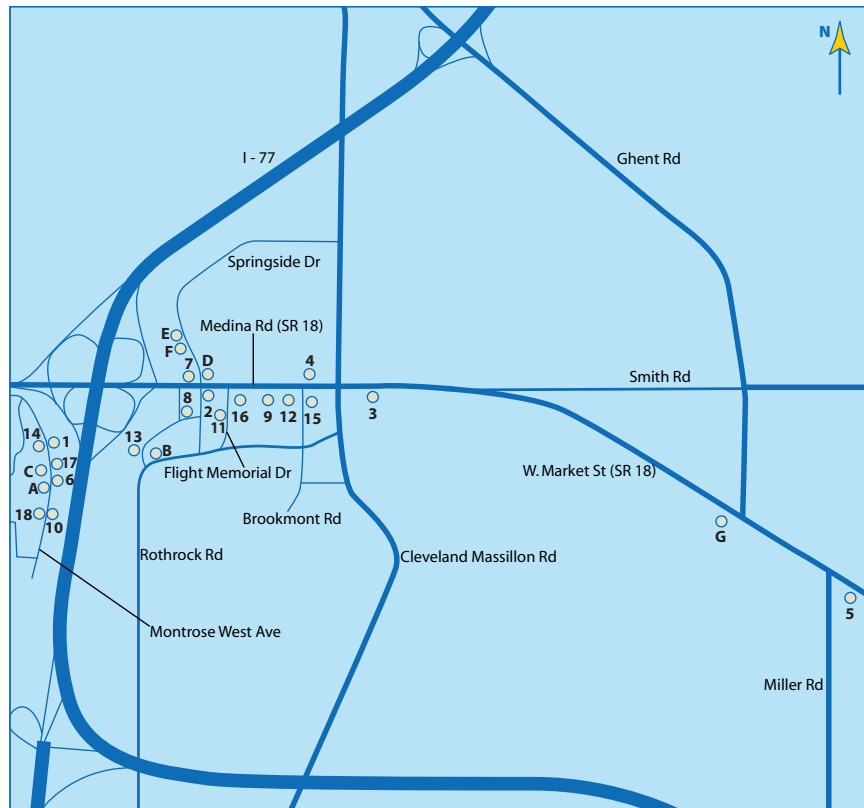 N
I - 77
Ghent Rd
Springside Dr
E
Medina Rd (SR 18)
F
7
D
4
Smith Rd
8
2
16
9
12
15
3
11
14
1
13
B
17
C
Flight Memorial Dr
W. Market St (SR 18)
6
A
18
10
Brookmont Rd
G
Rothrock Rd
Cleveland Massillon Rd
5
Montrose West Ave
Miller Rd